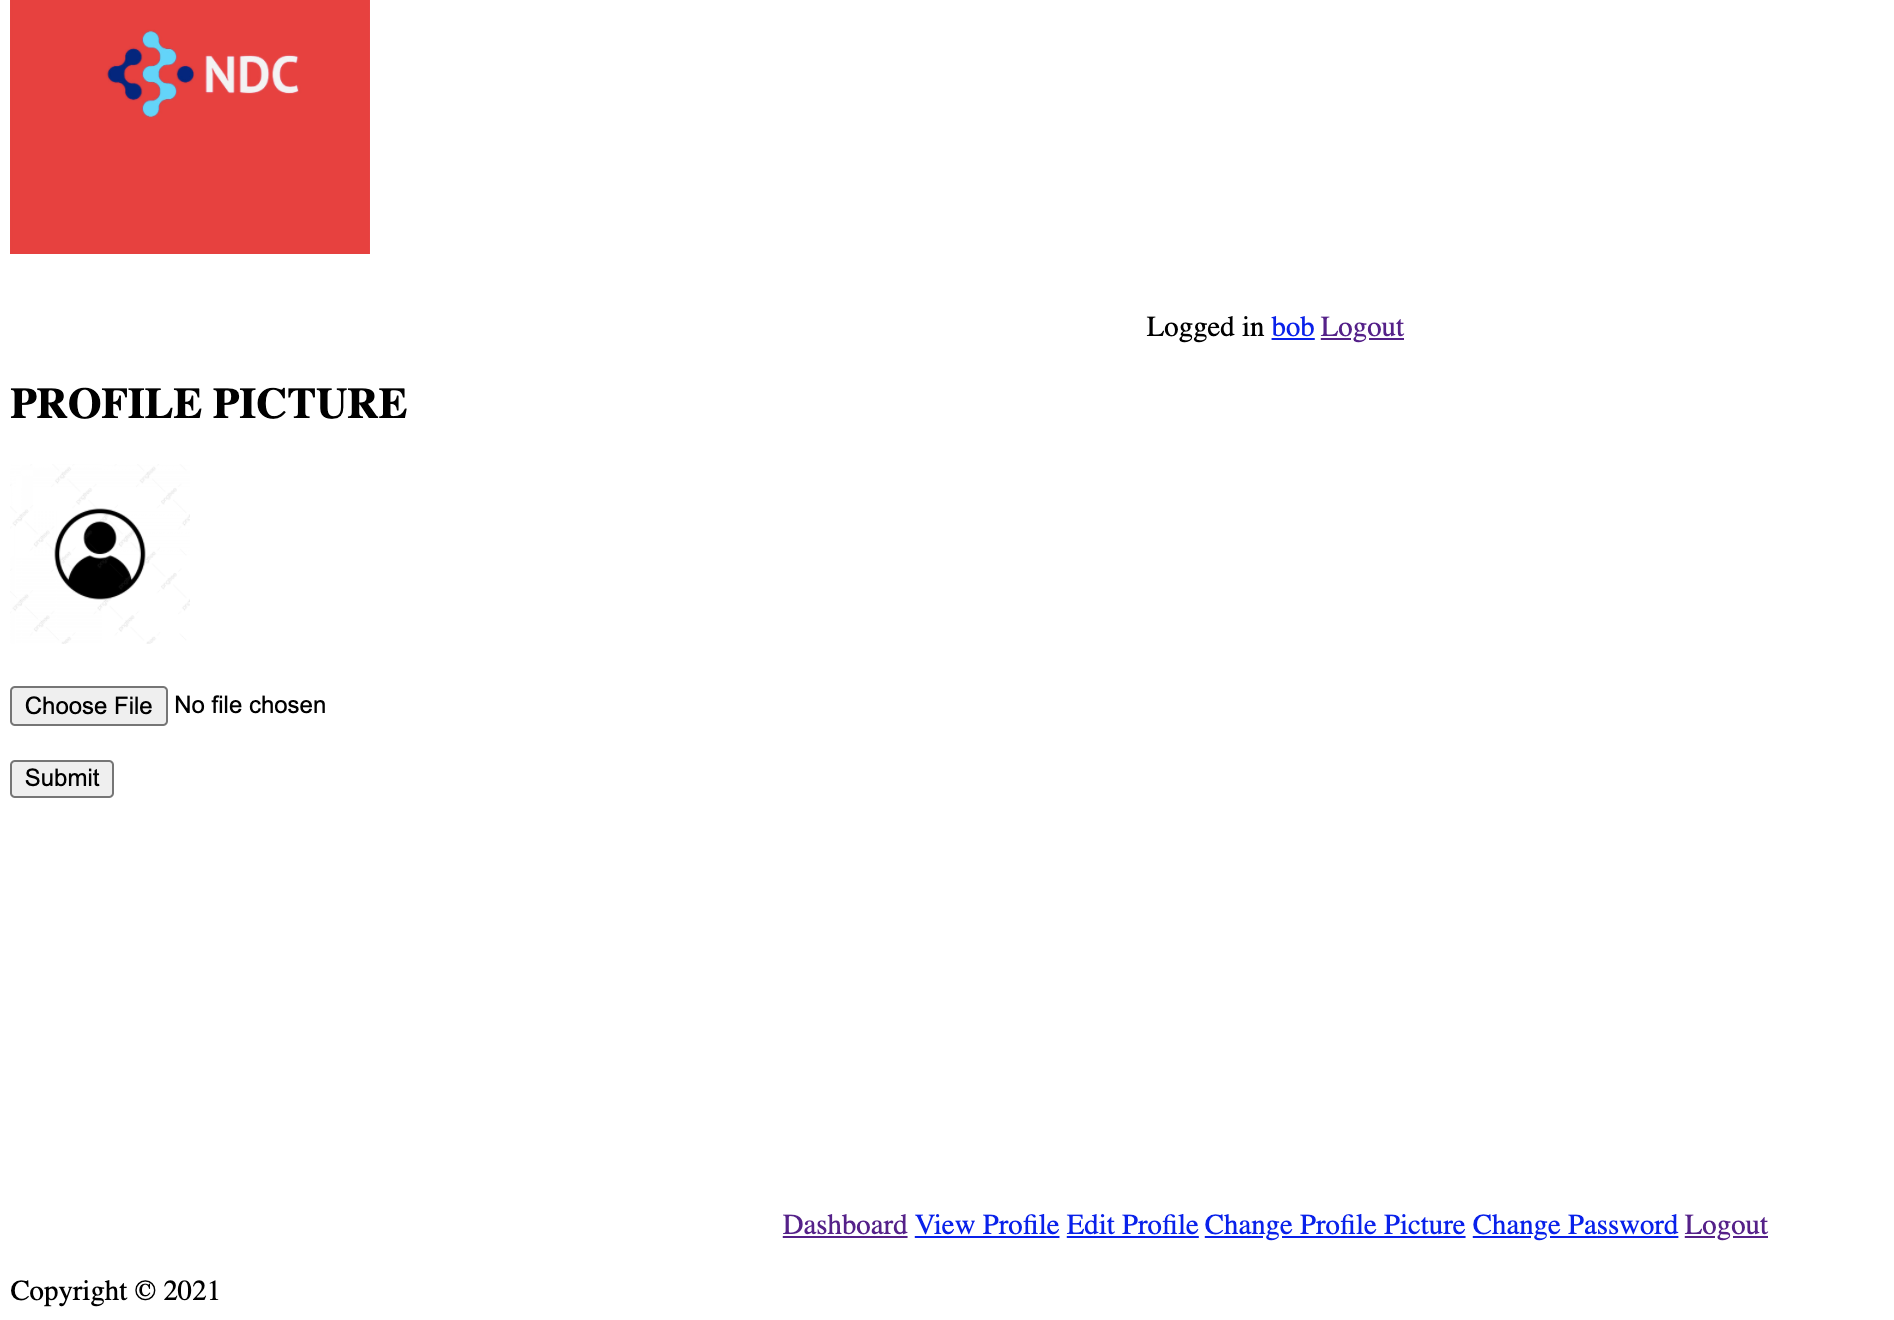 NDC
Logged in bob Logout
PROFILE PICTURE
Choose File No file chosen
Submit
Dashboard View Profile Edit Profile Change Profile Picture Change Password Logout
Copyright © 2021